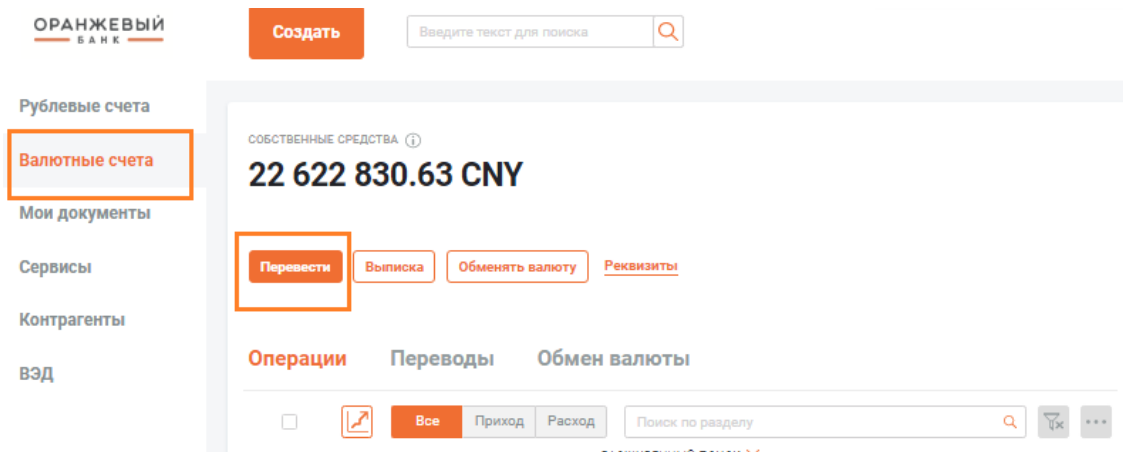 ОРАНЖЕВЫЙ
БАНК
Создать
Введите текст для поиска
Рублевые счета
Валютные счета
Мои документы
Сервисы
Контрагенты
ВЭД
СОБСТВЕННЫЕ СРЕДСТВА
22 622 830.63 CNY
Перевести Выписка Обменять валюту Реквизиты
Операции Переводы Обмен валюты
Все Приход Расход Поиск по разделу